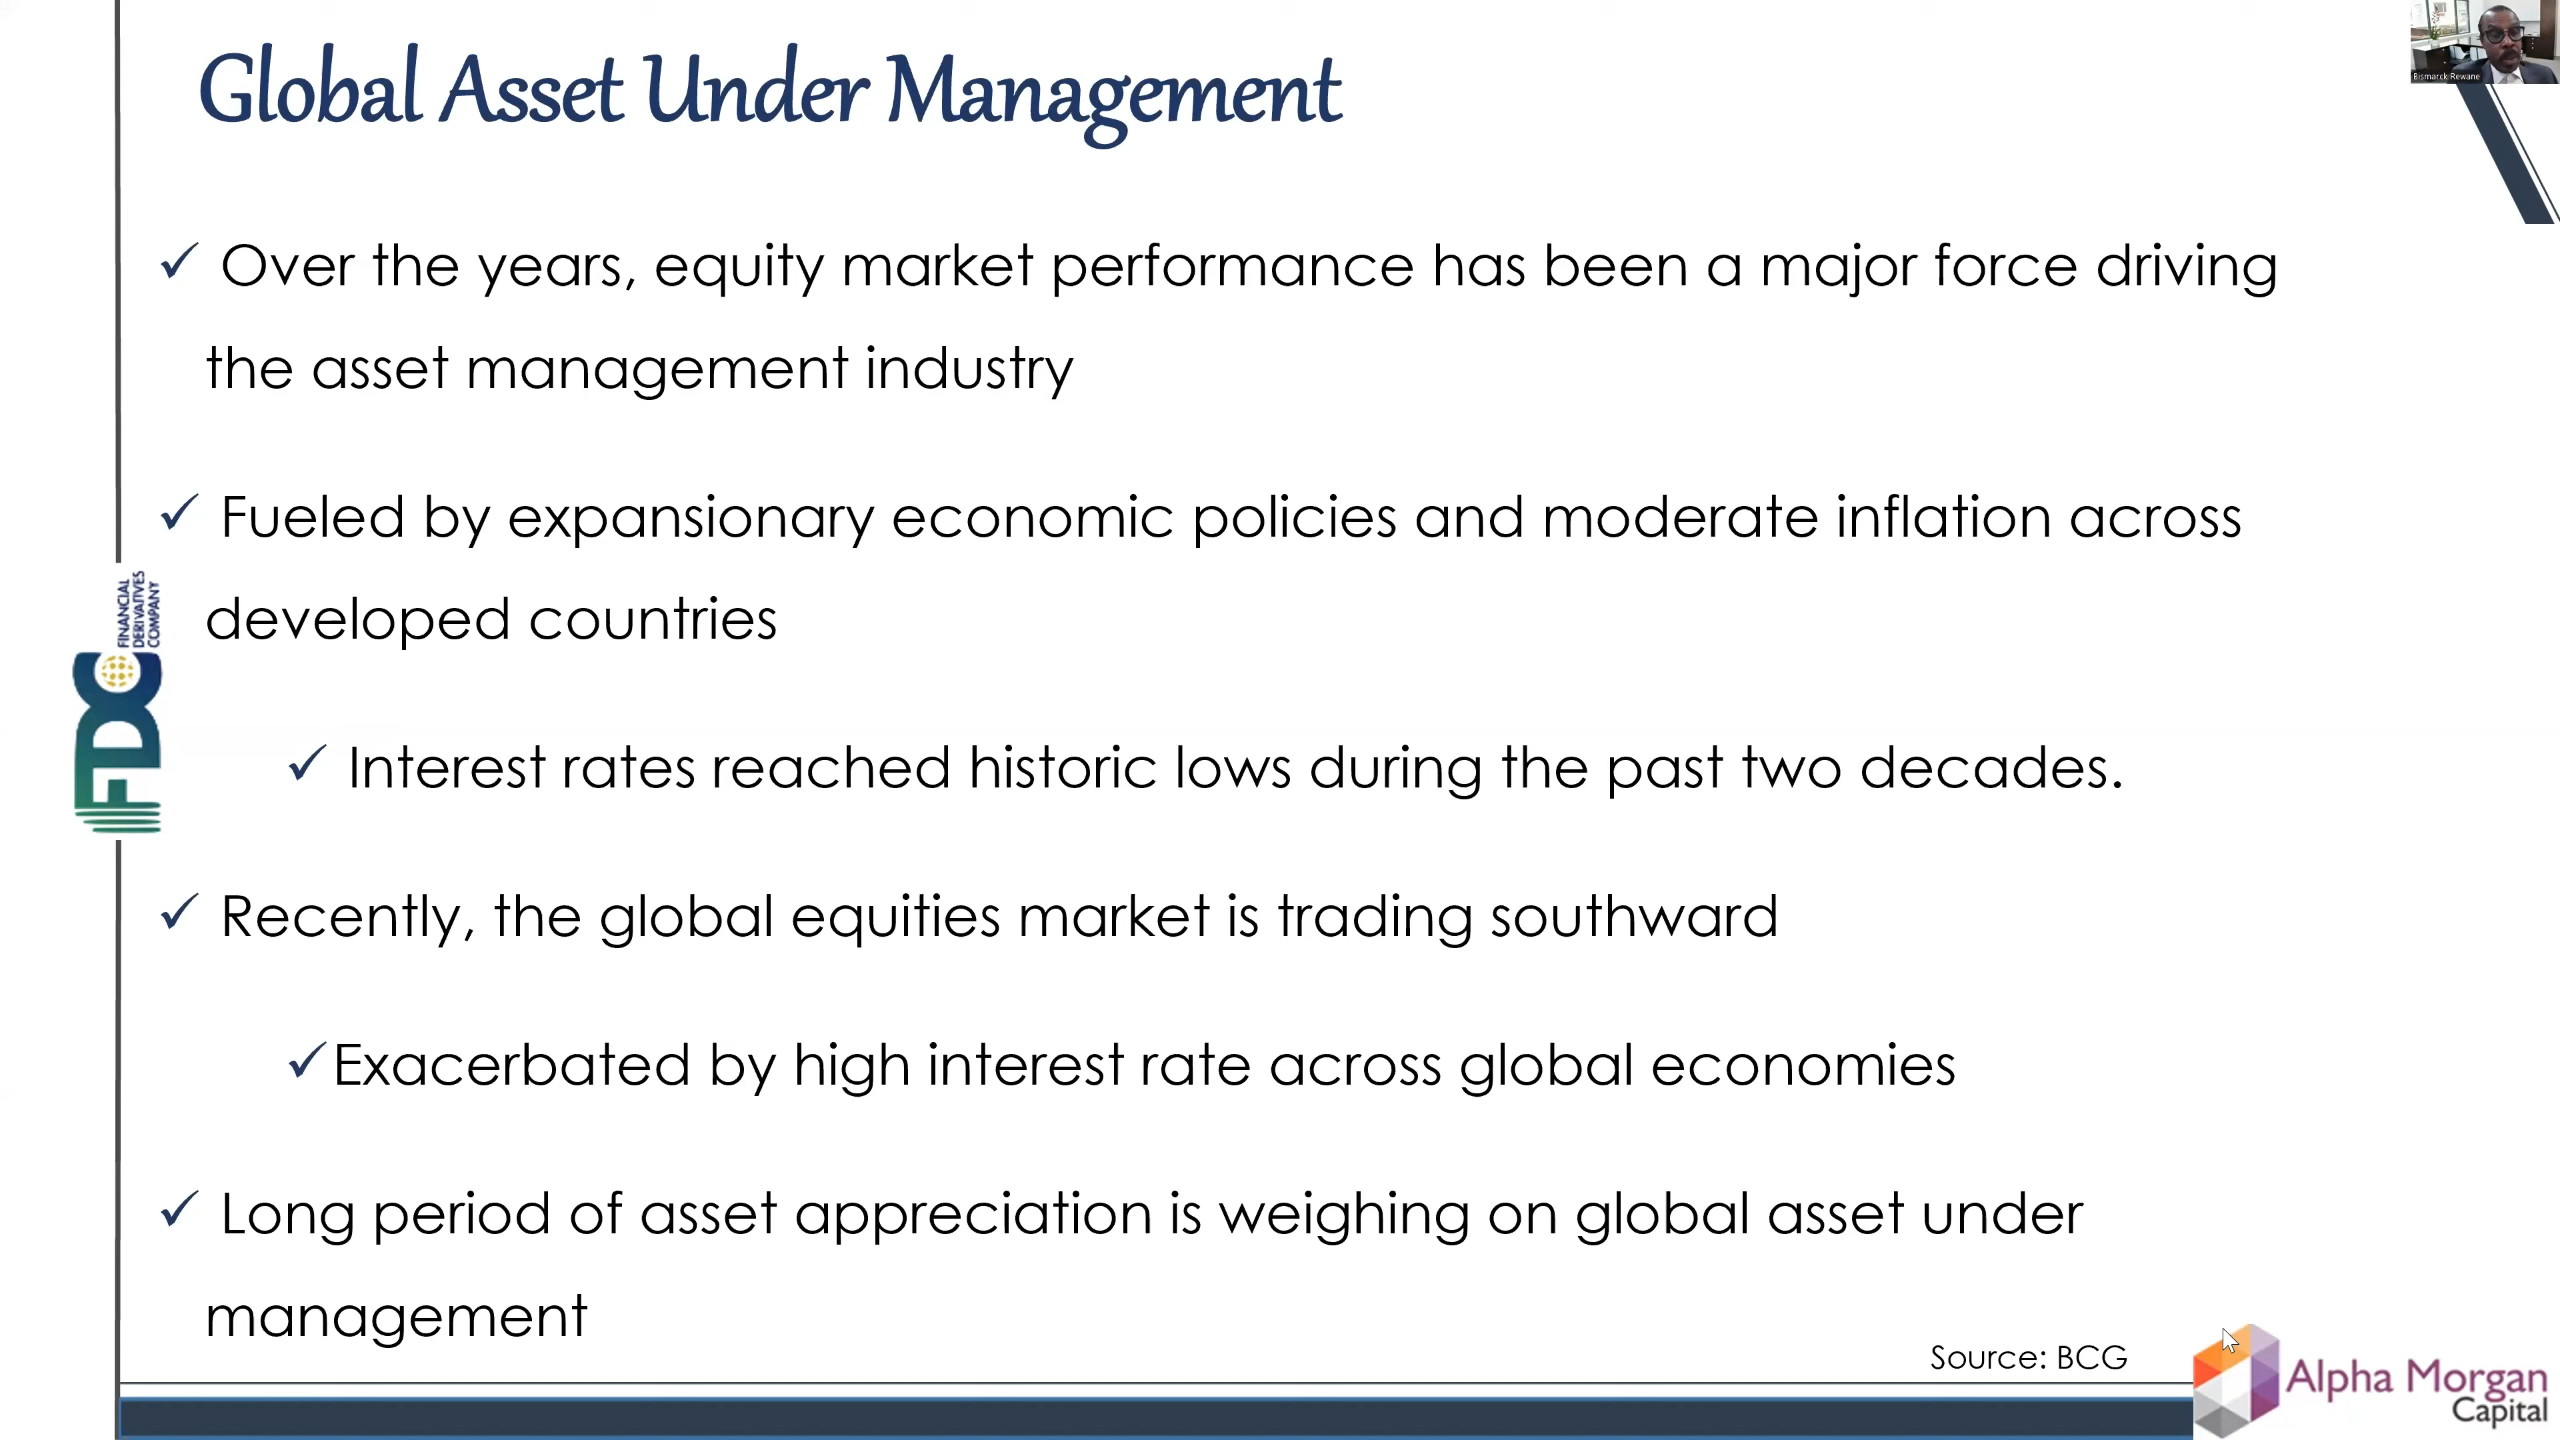 Global Asset Under Management
Bismarck Rewane
✓ Over the years, equity market performance has been a major force driving
the asset management industry
✓ Fueled by expansionary economic policies and moderate inflation across
developed countries
✓ Interest rates reached historic lows during the past two decades.
✓ Recently, the global equities market is trading southward
✓Exacerbated by high interest rate across global economies
✓ Long period of asset appreciation is weighing on global asset under
management
FDC
FINANCIAL
DERIVATIVES
COMPANY
Source: BCG
Alpha Morgan
Capital